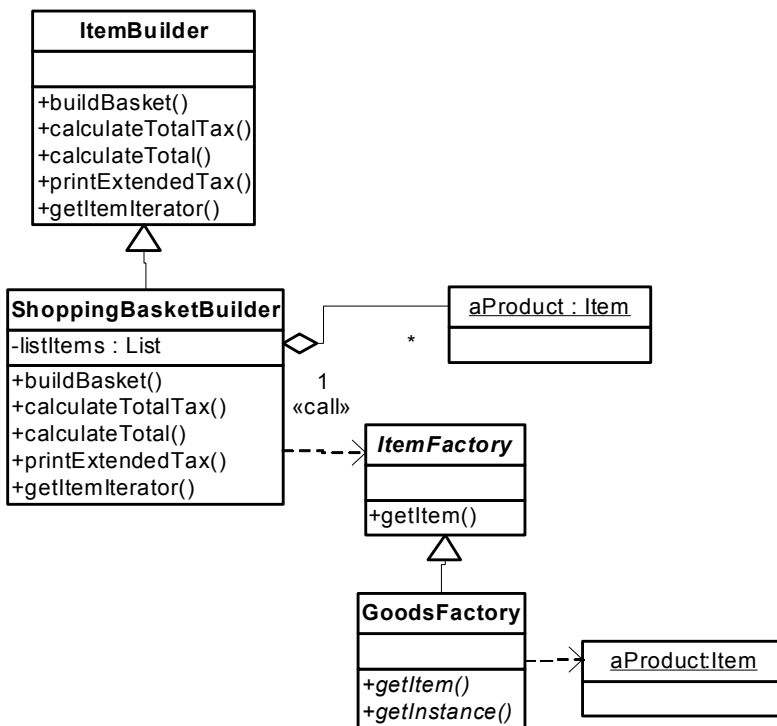 ItemBuilder
+buildBasket()
+calculateTotalTax()
+calculateTotal()
+printExtendedTax()
+getItemIterator()
ShoppingBasketBuilder
-listItems : List
+buildBasket()
+calculateTotalTax()
+calculateTotal()
+printExtendedTax()
+getItemIterator()
aProduct : Item
*
1
«call»
ItemFactory
+getItem()
GoodsFactory
+getItem()
+getInstance()
aProduct:Item